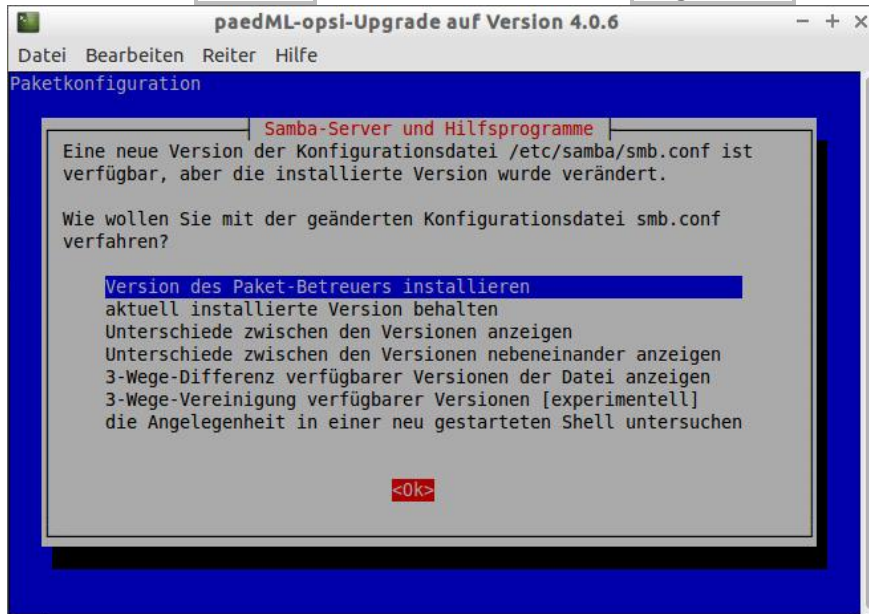 paedML-opsi-Upgrade auf Version 4.0.6
Datei Bearbeiten Reiter Hilfe
Paketkonfiguration
Samba-Server und Hilfsprogramme
Eine neue Version der Konfigurationsdatei /etc/samba/smb.conf ist
verfügbar, aber die installierte Version wurde verändert.
Wie wollen Sie mit der geänderten Konfigurationsdatei smb.conf
verfahren?
Version des Paket-Betreuers installieren
aktuell installierte Version behalten
Unterschiede zwischen den Versionen anzeigen
Unterschiede zwischen den Versionen nebeneinander anzeigen
3-Wege-Differenz verfügbarer Versionen der Datei anzeigen
3-Wege-Vereinigung verfügbarer Versionen [experimentell]
die Angelegenheit in einer neu gestarteten Shell untersuchen
<Ok>